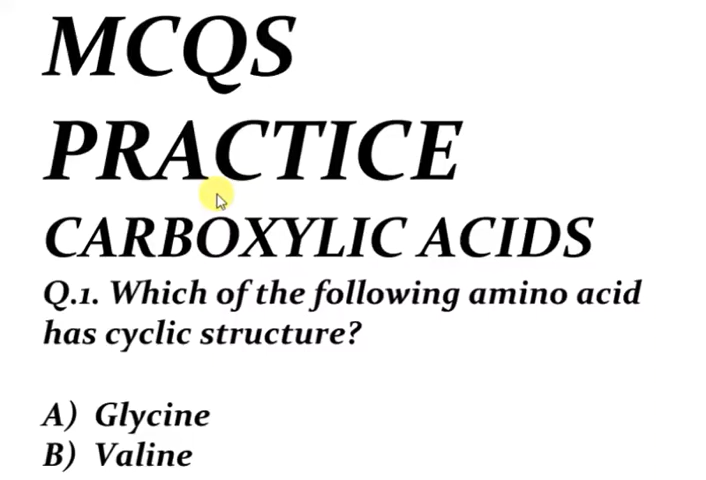 MCQS
PRACTICE
CARBOXYLIC ACIDS
Q.1. Which of the following amino acid
has cyclic structure?
A) Glycine
B) Valine